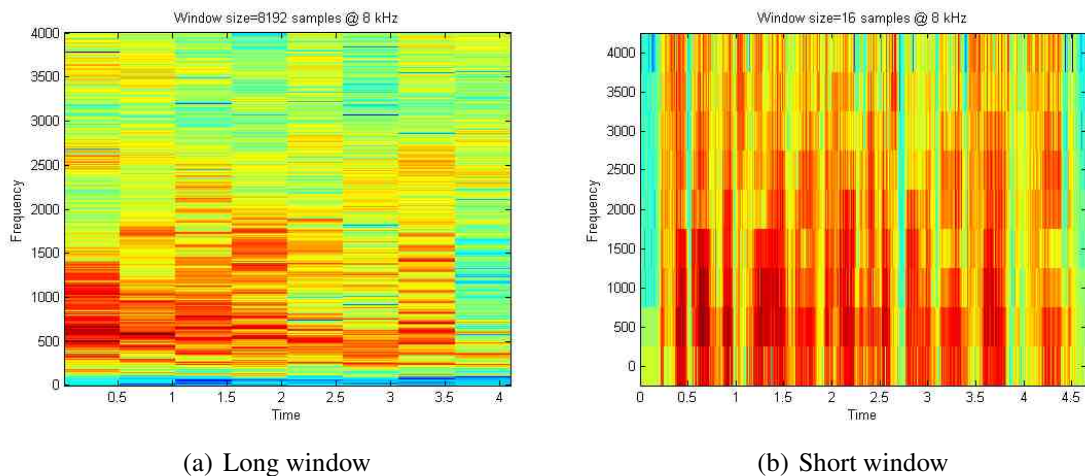 Window size=8192 samples @ 8 kHz
4000
3500
3000
2500
2000
1500
1000
500
0
Frequency
0.5 1 1.5 2 2.5 3 3.5 4
Time
(a) Long window
Window size=16 samples @ 8 kHz
4000
3500
3000
2500
2000
1500
1000
500
0
Frequency
0 0.5 1 1.5 2 2.5 3 3.5 4 4.5
Time
(b) Short window